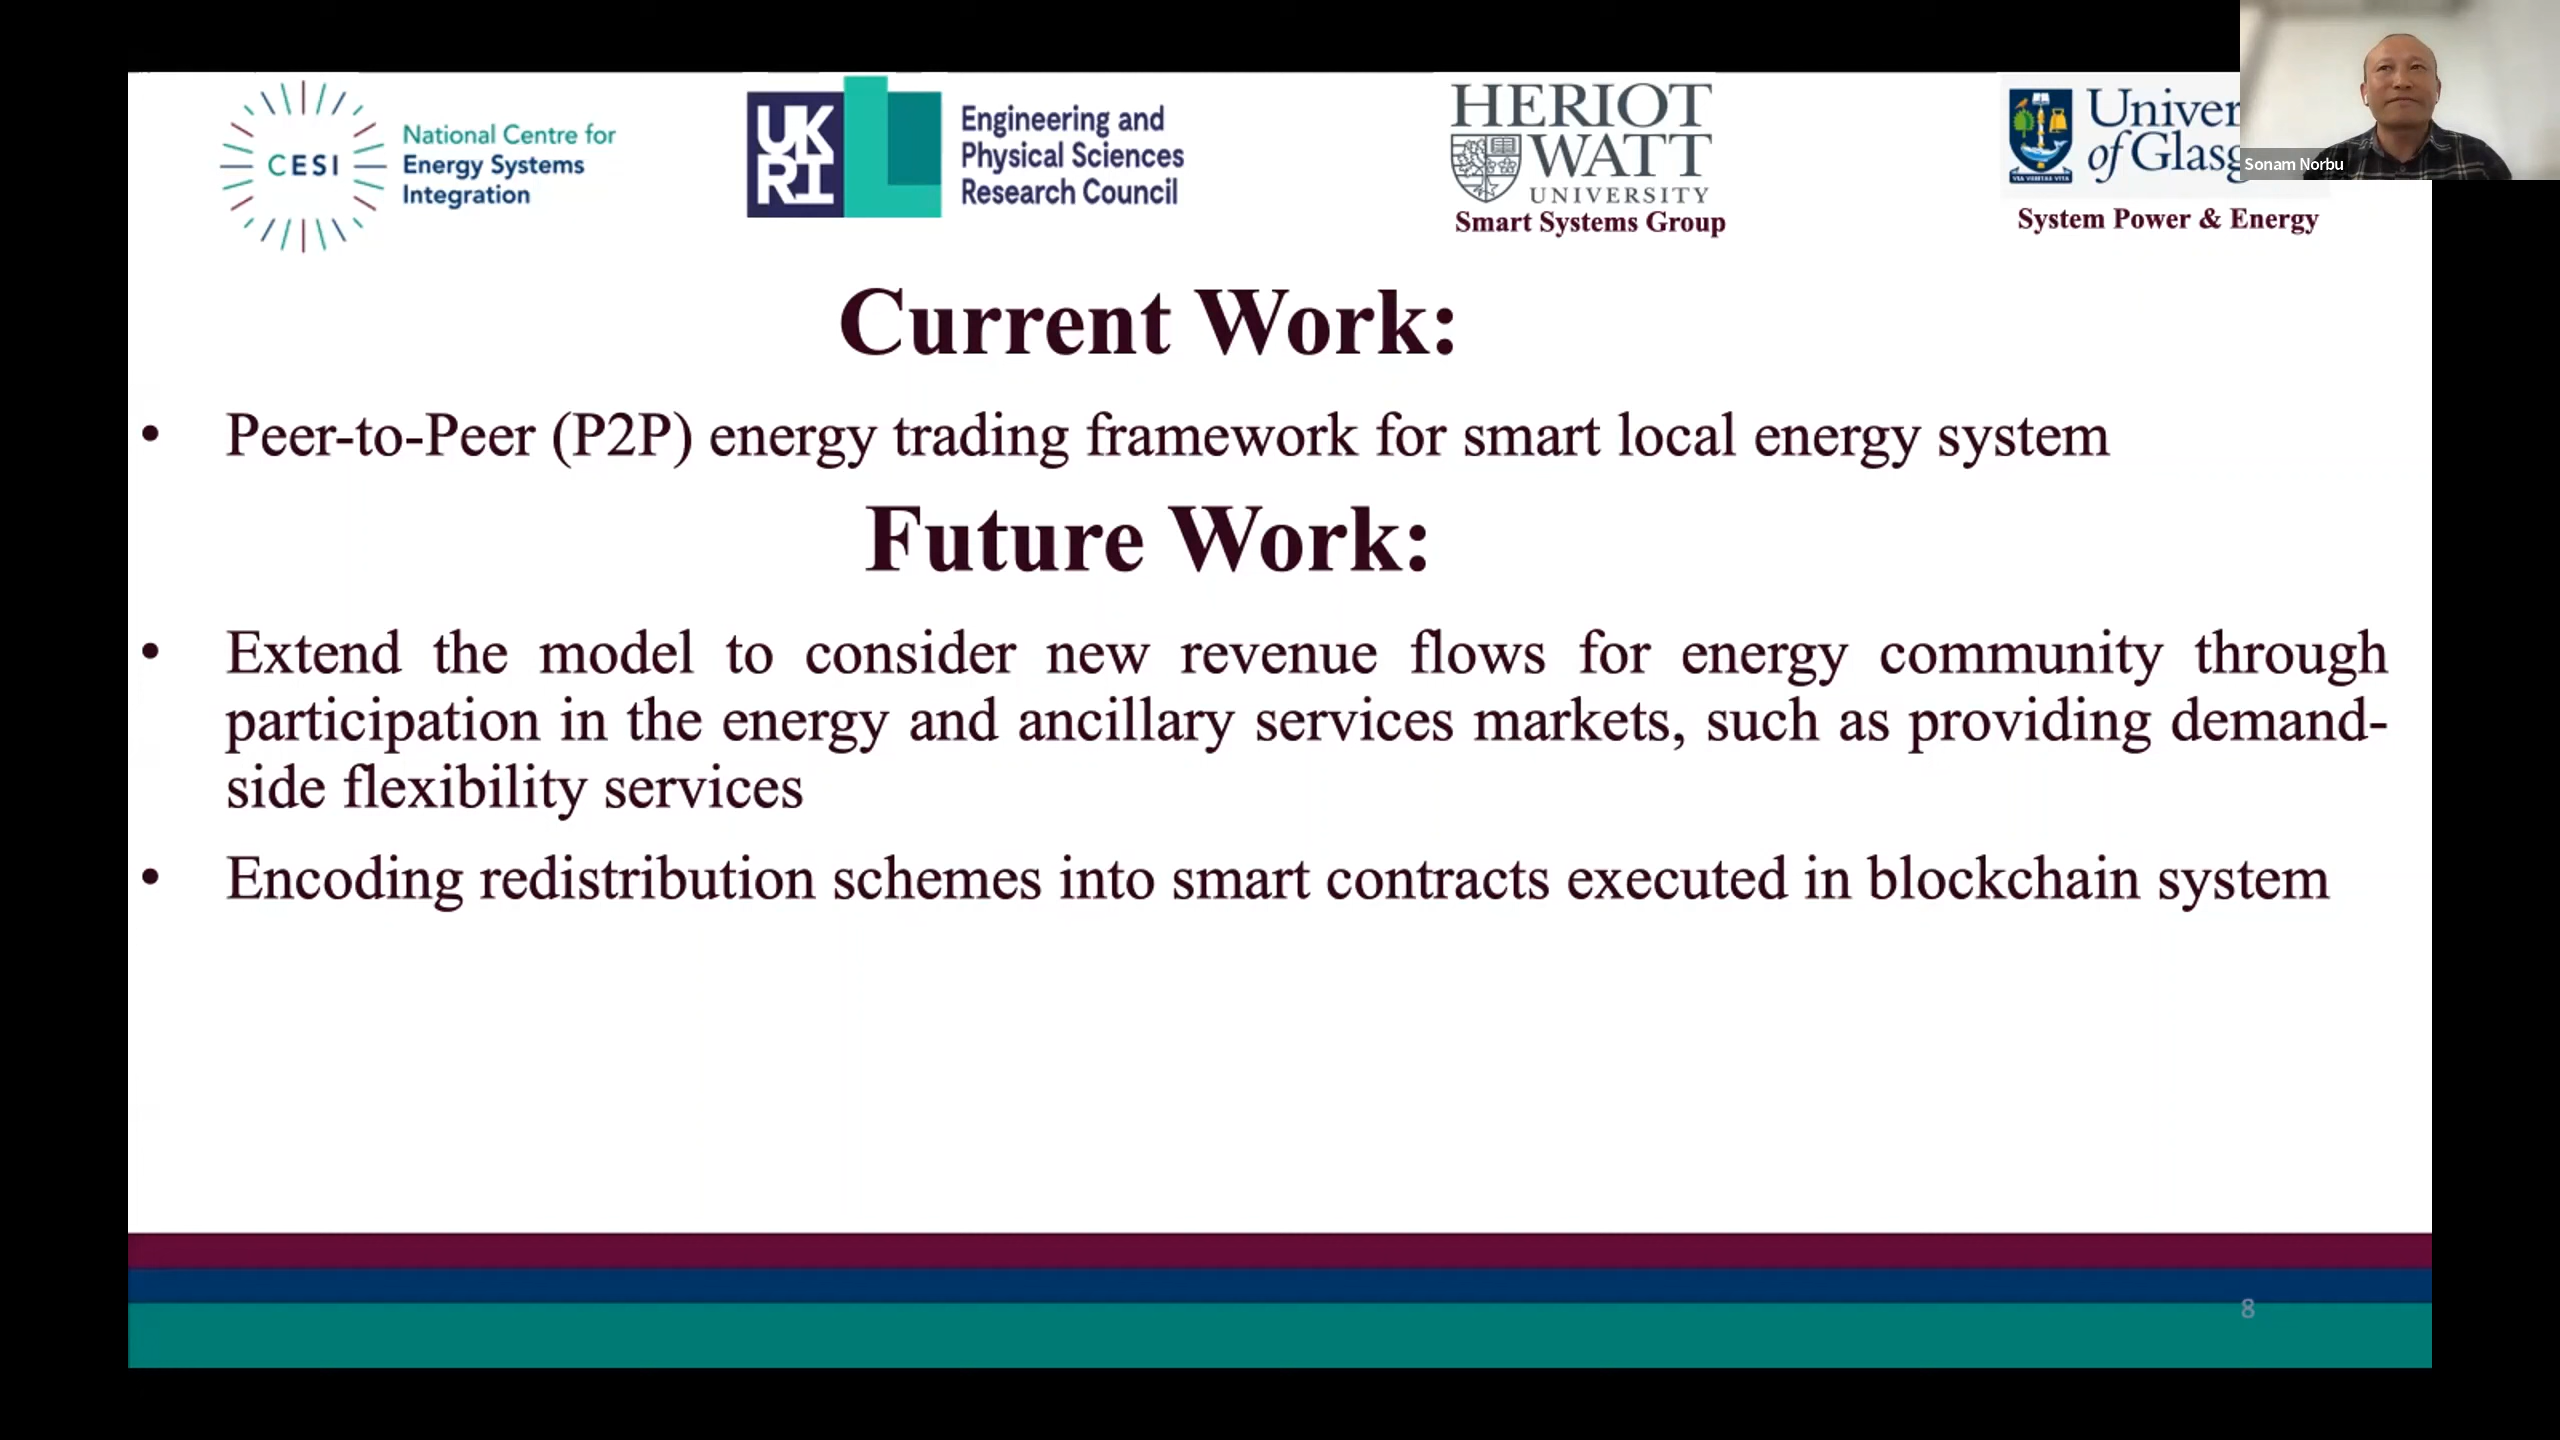 CESI
National Centre for
Energy Systems
Integration
UK
RI
Engineering and
Physical Sciences
Research Council
HERIOT
WATT
UNIVERSITY
Smart Systems Group
of
System Power & Energy
Sonam Norbu
Current Work:
• Peer-to-Peer (P2P) energy trading framework for smart local energy system
Future Work:
• Extend the model to consider new revenue flows for energy community through
participation in the energy and ancillary services markets, such as providing demand-
side flexibility services
• Encoding redistribution schemes into smart contracts executed in blockchain system
8